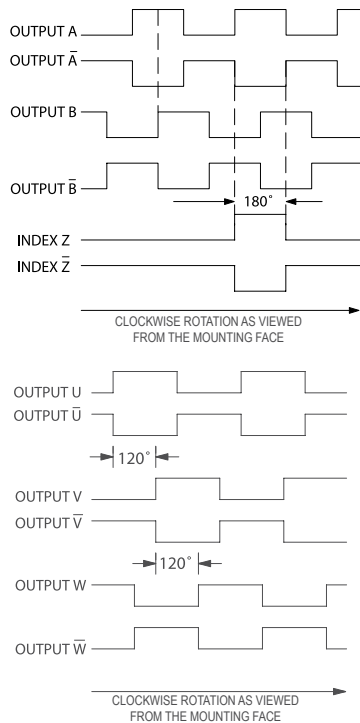 OUTPUT A
OUTPUT A̅
OUTPUT B
OUTPUT B̅
180°
INDEX Z
INDEX Z̅
CLOCKWISE ROTATION AS VIEWED
FROM THE MOUNTING FACE
OUTPUT U
OUTPUT U̅
120°
OUTPUT V
OUTPUT V̅
120°
OUTPUT W
OUTPUT W̅
CLOCKWISE ROTATION AS VIEWED
FROM THE MOUNTING FACE